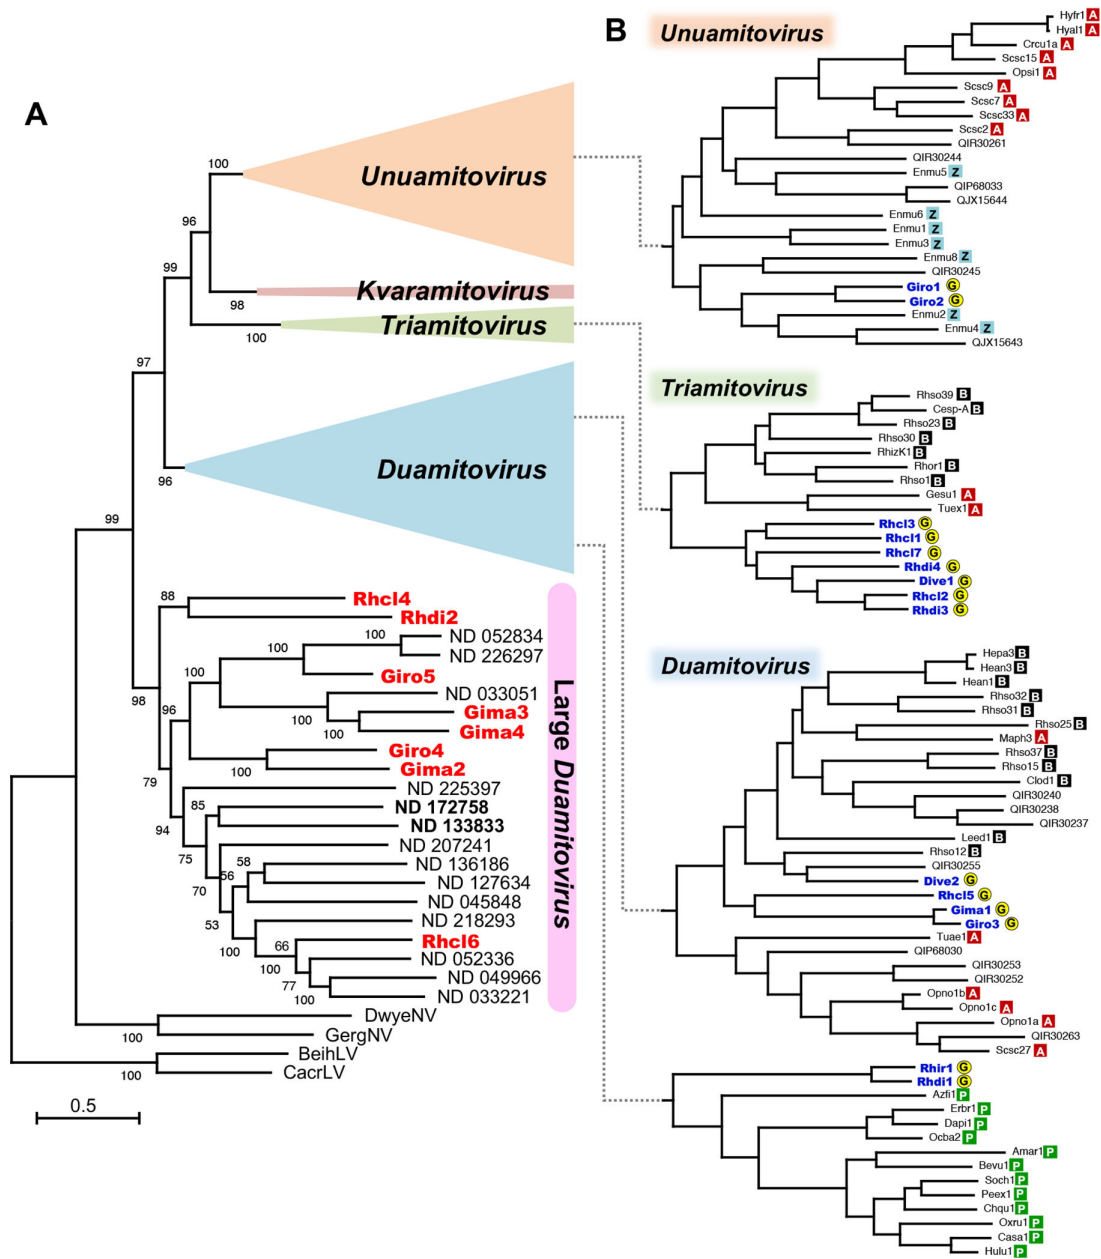 A
100
Unuamitovirus
96
99
98
Kvaramitovirus
100
Triamitovirus
97
Duamitovirus
96
99
88
Rhcl4
Rhdi2
100
ND 052834
100
ND 226297
100
Giro5
98
96
ND 033051
100
Gima3
100
Gima4
Giro4
100
Gima2
79
ND 225397
85
ND 172758
94
ND 133833
75
ND 207241
58
ND 136186
56
70
ND 127634
ND 045848
53
ND 218293
100
66
Rhcl6
100
ND 052336
77
ND 049966
100
ND 033221
Large Duamitovirus
DwyeNV
100
GergNV
BeihLV
100
CacrLV
0.5
B
Unuamitovirus
Hyfr1 A
Hyal1 A
Crcu1a A
Scsc15 A
Opsi1 A
Scsc9 A
Scsc7 A
Scsc33 A
Scsc2 A
QIR30261
QIR30244
Enmu5 Z
QIP68033
QJX15644
Enmu6 Z
Enmu1 Z
Enmu3 Z
Enmu8 Z
QIR30245
Giro1 G
Giro2 G
Enmu2 Z
Enmu4 Z
QJX15643
Triamitovirus
Rhso39 B
Cesp-A B
Rhso23 B
Rhso30 B
RhizK1 B
Rhor1 B
Rhso1 B
Gesu1 A
Tuex1 A
Rhcl3 G
Rhcl1 G
Rhcl7 G
Rhdi4 G
Dive1 G
Rhcl2 G
Rhdi3 G
Duamitovirus
Hepa3 B
Hean3 B
Hean1 B
Rhso32 B
Rhso31 B
Rhso25 B
Maph3 A
Rhso37 B
Rhso15 B
Clod1 B
QIR30240
QIR30238
QIR30237
Leed1 B
Rhso12 B
QIR30255
Dive2 G
Rhcl5 G
Gima1 G
Giro3 G
Tuae1 A
QIP68030
QIR30253
QIR30252
Opno1b A
Opno1c A
Opno1a A
QIR30263
Scsc27 A
Rhir1 G
Rhdi1 G
Azfi1 P
Erbr1 P
Dapi1 P
Ocba2 P
Amar1 P
Bevu1 P
Soch1 P
Peex1 P
Chqu1 P
Oxru1 P
Casa1 P
Hulu1 P